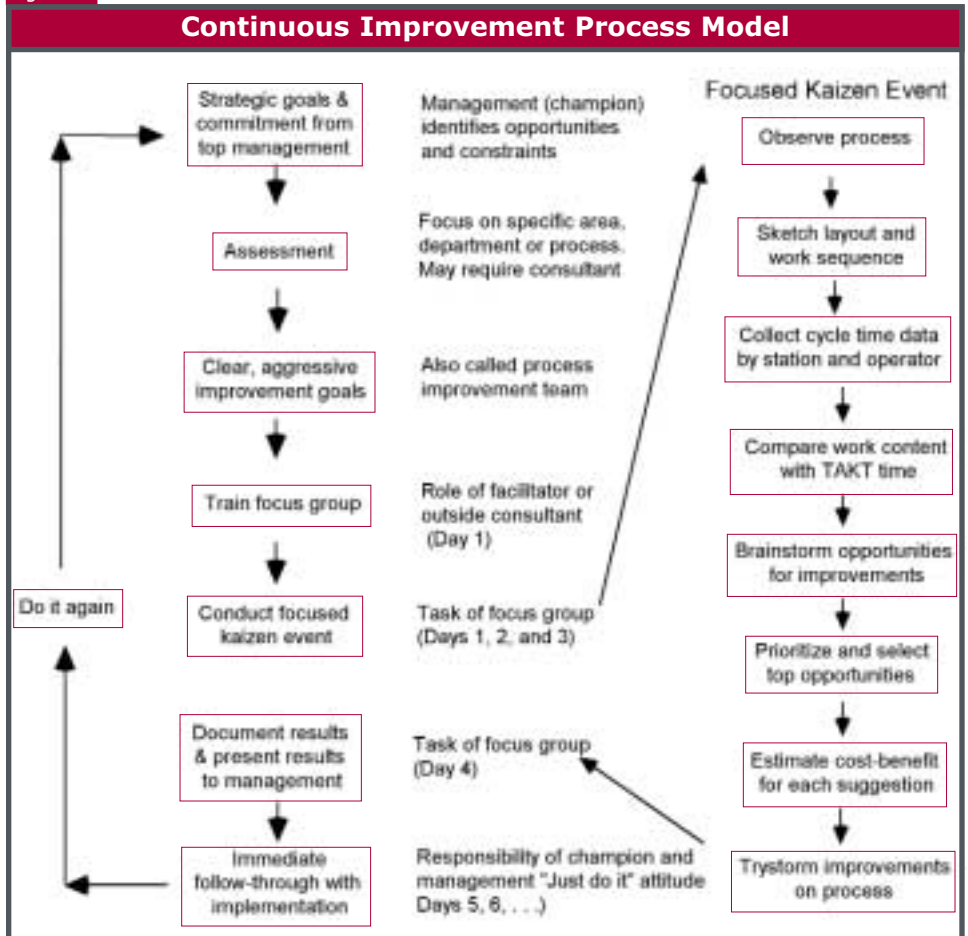 Continuous Improvement Process Model
Strategic goals &
commitment from
top management
Management (champion)
identifies opportunities
and constraints
Assessment
Focus on specific area,
department or process.
May require consultant
Clear, aggressive
improvement goals
Also called process
improvement team
Train focus group
Role of facilitator or
outside consultant
(Day 1)
Do it again
Conduct focused
kaizen event
Task of focus group
(Days 1, 2, and 3)
Document results
& present results
to management
Task of focus group
(Day 4)
Immediate
follow-through with
implementation
Responsibility of champion and
management "Just do it" attitude
Days 5, 6, . . . .)
Focused Kaizen Event
Observe process
Sketch layout and
work sequence
Collect cycle time data
by station and operator
Compare work content
with TAKT time
Brainstorm opportunities
for improvements
Prioritize and select
top opportunities
Estimate cost-benefit
for each suggestion
Trystorm improvements
on process